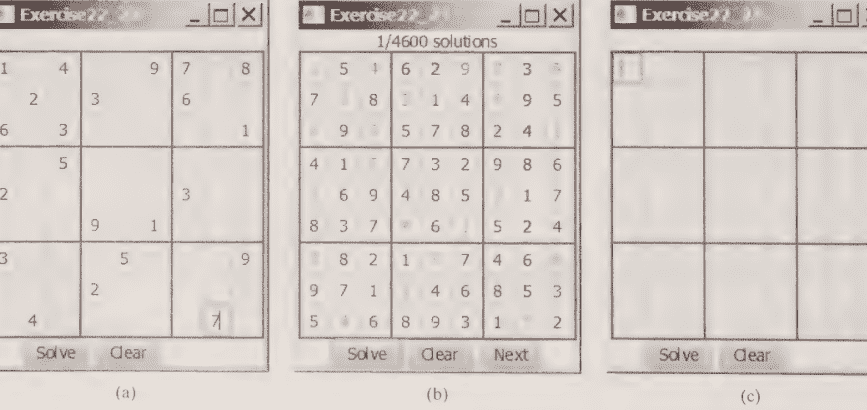 Exercise22_21 Exercise22_21 Exercise22_21
1/4600 solutions
1 4 9 7 8 5 6 2 9 3
2 3 6 7 8 1 4 9 5
6 3 1 9 5 7 8 2 4
5 4 1 7 3 2 9 8 6
2 3 6 9 4 8 5 1 7
9 1 8 3 7 6 5 2 4
3 5 9 8 2 1 7 4 6
2 9 7 1 4 6 8 5 3
4 7 5 6 8 9 3 1 2
Solve Clear Solve Clear Next Solve Clear
(a) (b) (c)